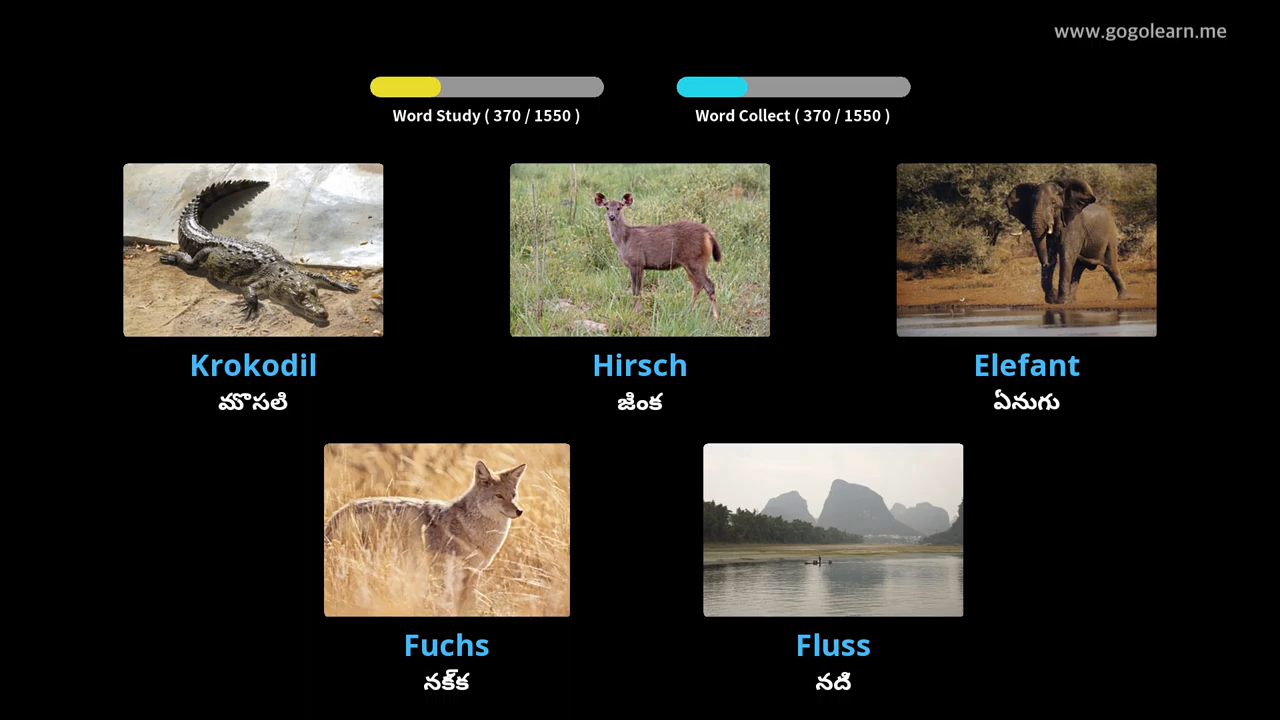 www.gogolearn.me
Word Study ( 370 / 1550 )
Word Collect ( 370 / 1550 )
Krokodil
మొసలి
Hirsch
జింక
Elefant
ఏనుగు
Fuchs
నక్క
Fluss
నది